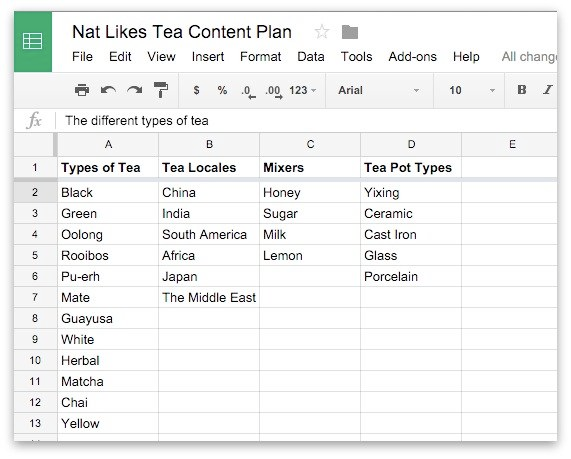 Nat Likes Tea Content Plan
File Edit View Insert Format Data Tools Add-ons Help All chang
$ % .0 .00 123 Arial 10 B I
fx The different types of tea
A B C D E
1 Types of Tea Tea Locales Mixers Tea Pot Types
2 Black China Honey Yixing
3 Green India Sugar Ceramic
4 Oolong South America Milk Cast Iron
5 Rooibos Africa Lemon Glass
6 Pu-erh Japan Porcelain
7 Mate The Middle East
8 Guayusa
9 White
10 Herbal
11 Matcha
12 Chai
13 Yellow